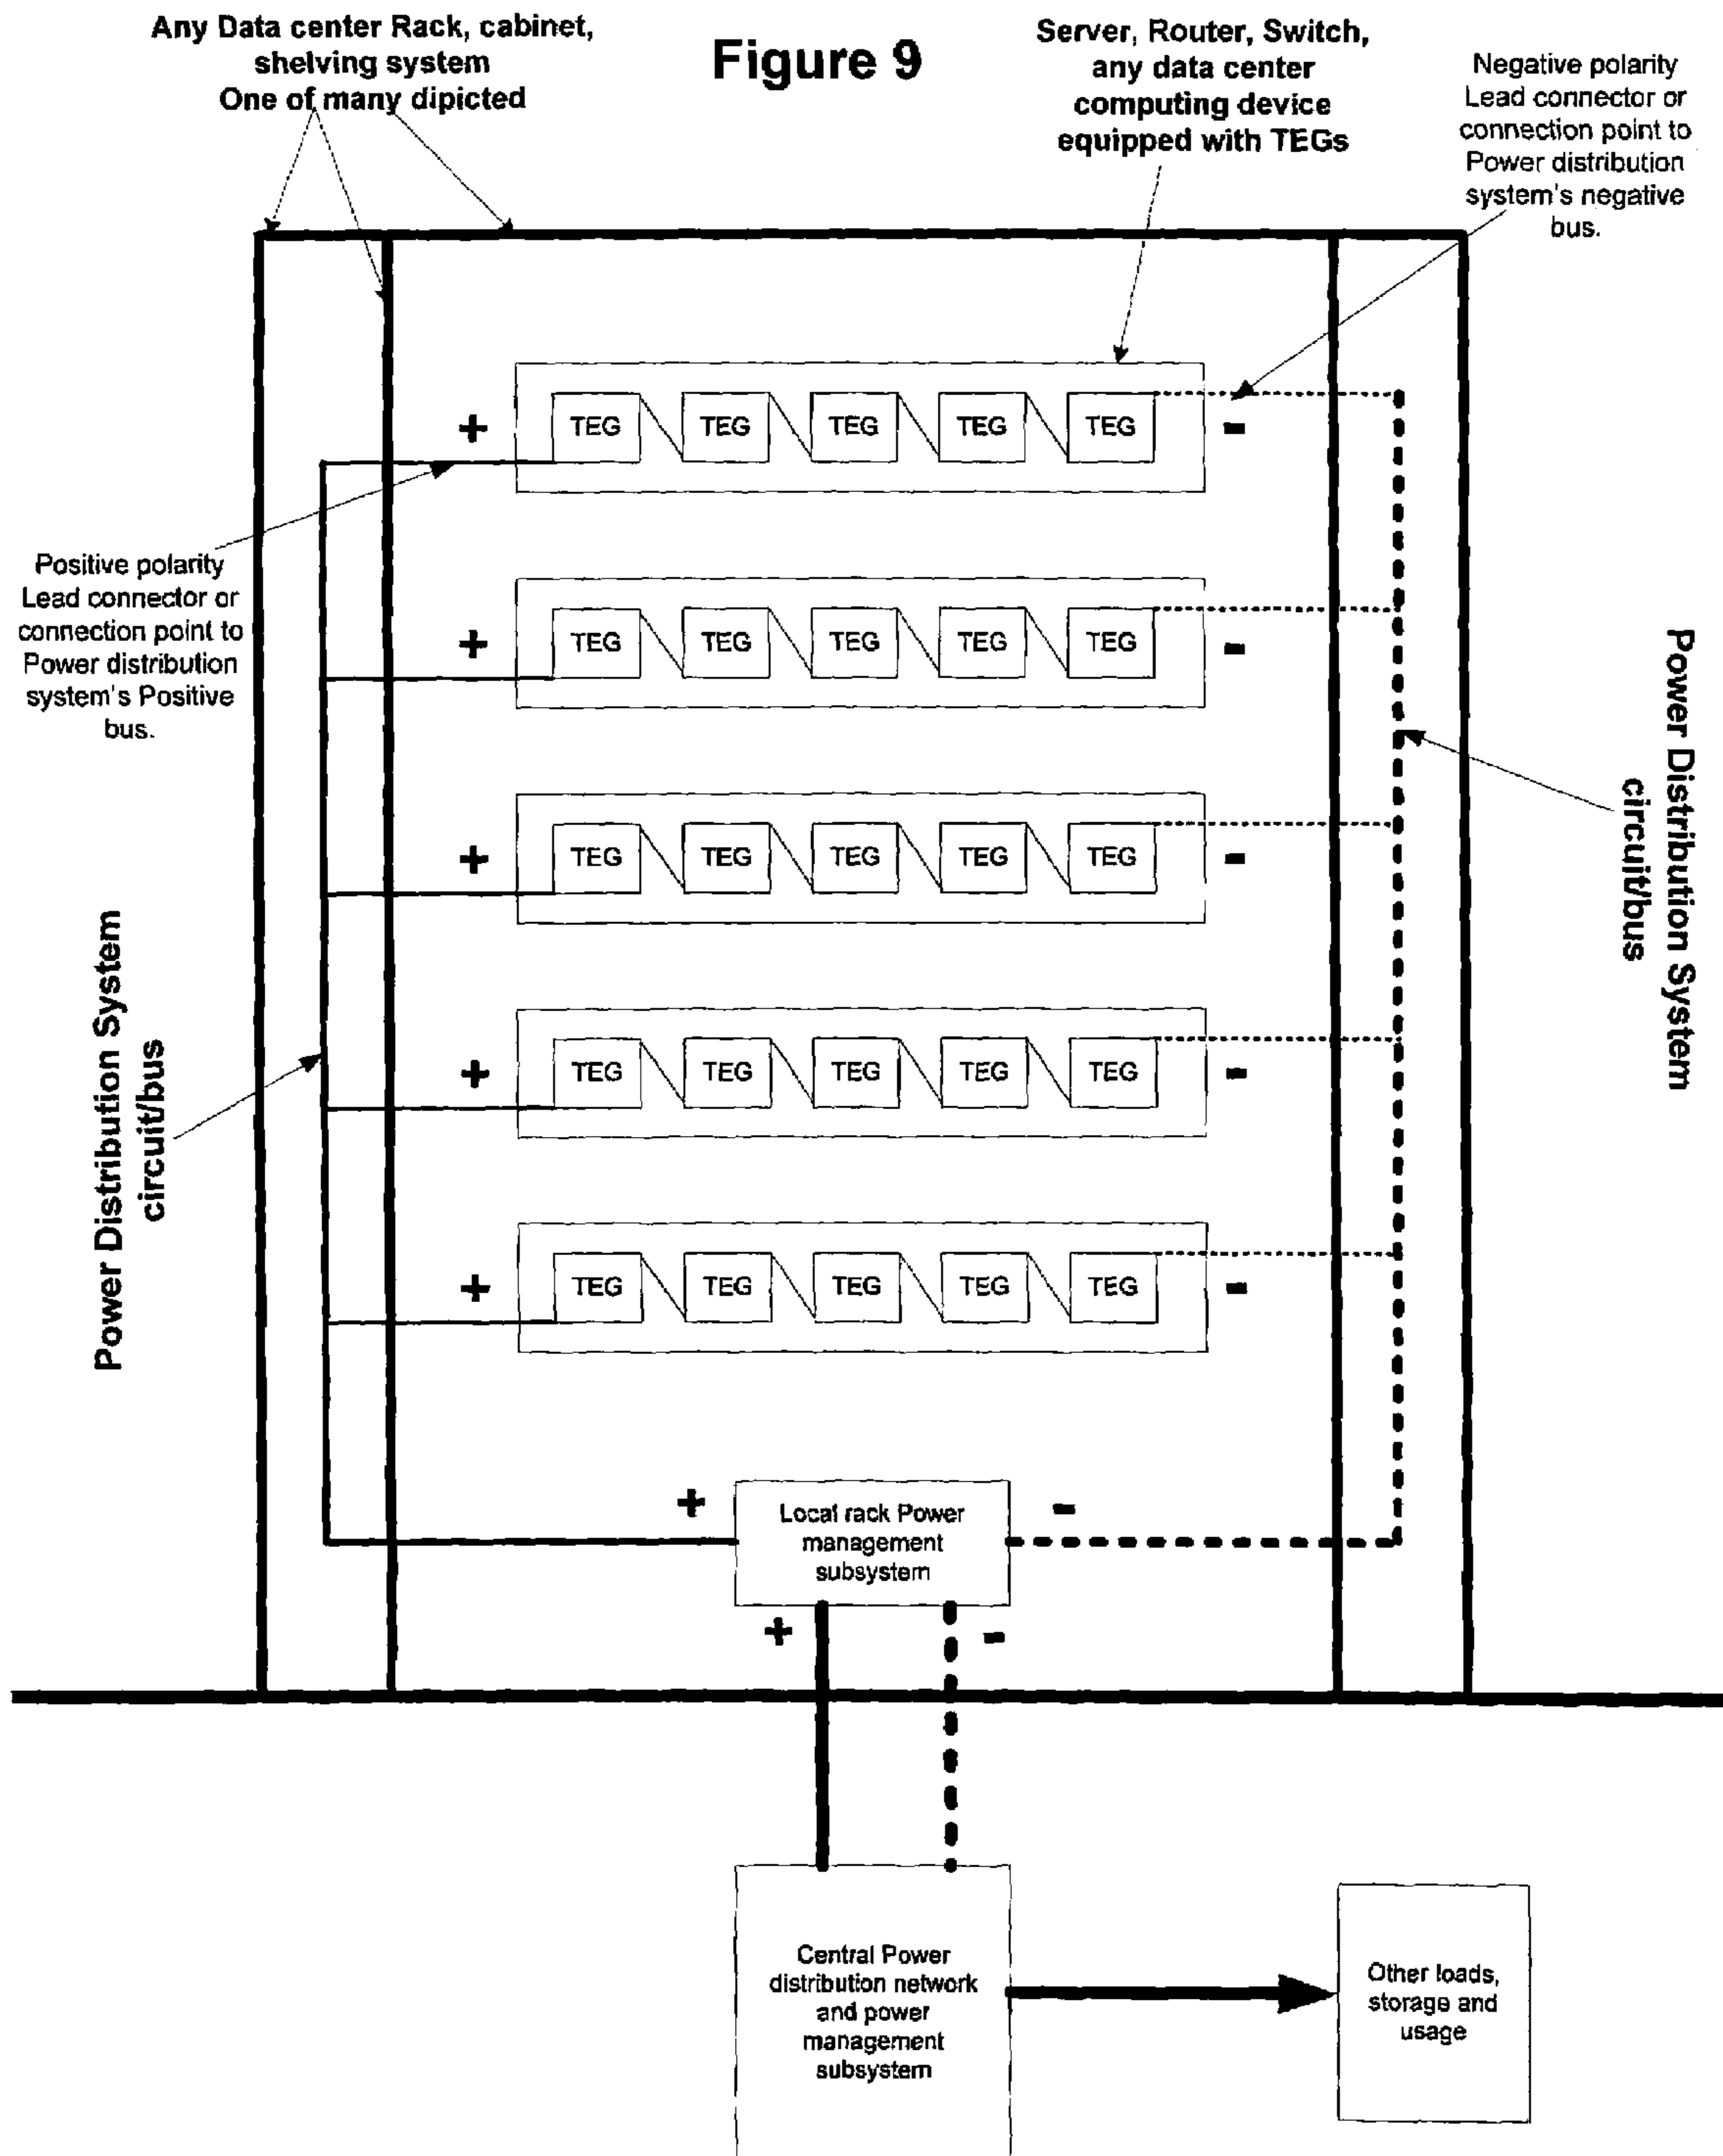 Any Data center Rack, cabinet,
shelving system
One of many dipicted
Figure 9
Server, Router, Switch,
any data center
computing device
equipped with TEGs
Negative polarity
Lead connector or
connection point to
Power distribution
system's negative
bus.
+ TEG TEG TEG TEG TEG -
Positive polarity
Lead connector or
connection point to
Power distribution
system's Positive
bus.
+ TEG TEG TEG TEG TEG -
Power Distribution System
circuit/bus
+ TEG TEG TEG TEG TEG -
Power Distribution System
circuit/bus
+ TEG TEG TEG TEG TEG -
+ TEG TEG TEG TEG TEG -
+ -
Local rack Power
management
subsystem
+ -
Central Power
distribution network
and power
management
subsystem
Other loads,
storage and
usage